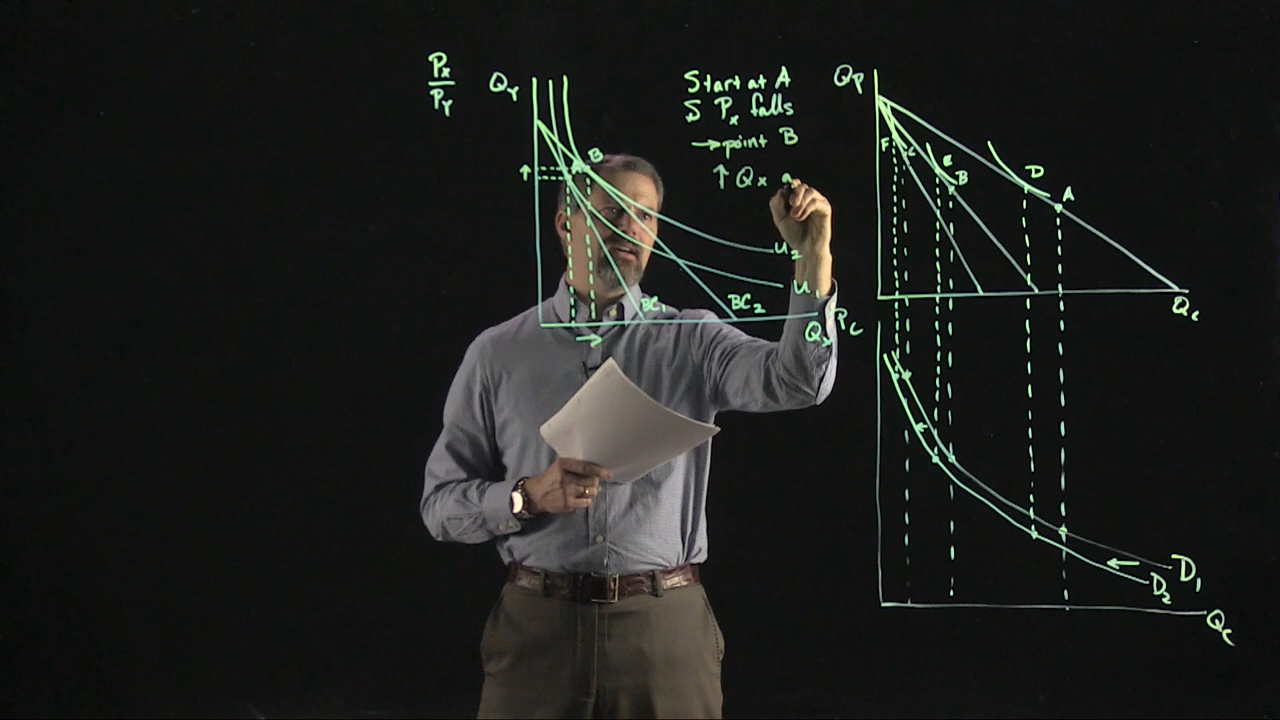 Px
Py
QY
Start at A
S Px falls
→point B
↑ Qx a
A
B
↑
U2
U
BC1
BC2
Qx
→
QP
F
C
E
B
D
A
Qc
Pc
←
←
D1
D2
Qc